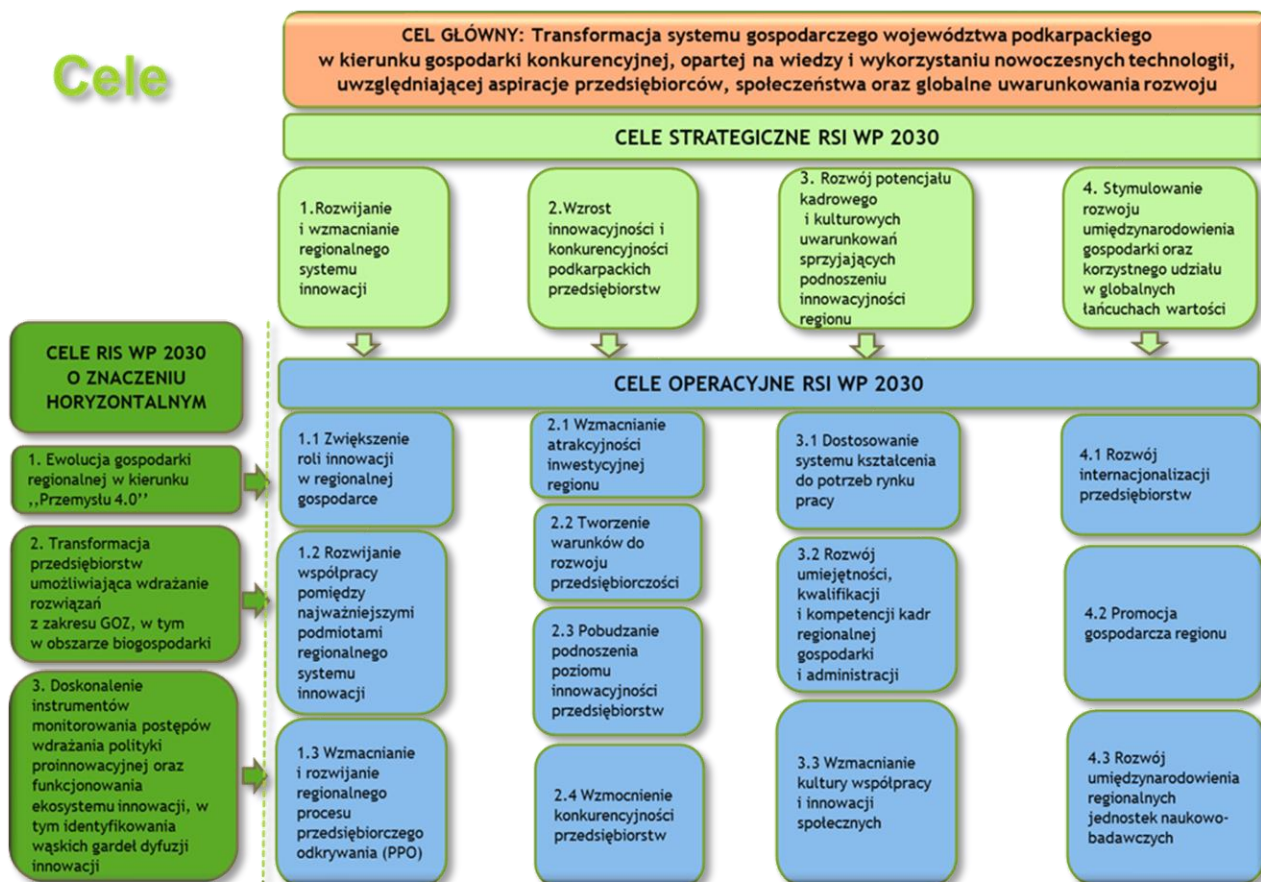 Cele
CEL GŁÓWNY: Transformacja systemu gospodarczego województwa podkarpackiego
w kierunku gospodarki konkurencyjnej, opartej na wiedzy i wykorzystaniu nowoczesnych technologii,
uwzględniającej aspiracje przedsiębiorców, społeczeństwa oraz globalne uwarunkowania rozwoju
CELE STRATEGICZNE RSI WP 2030
1.Rozwijanie
i wzmacnianie
regionalnego
systemu
innowacji
2.Wzrost
innowacyjności i
konkurencyjności
podkarpackich
przedsiębiorstw
3. Rozwój potencjału
kadrowego
i kulturowych
uwarunkowań
sprzyjających
podnoszeniu
innowacyjności
regionu
4. Stymulowanie
rozwoju
umiędzynarodowienia
gospodarki oraz
korzystnego udziału
w globalnych
łańcuchach wartości
CELE RIS WP 2030
O ZNACZENIU
HORYZONTALNYM
1. Ewolucja gospodarki
regionalnej w kierunku
,,Przemysłu 4.0’’
2. Transformacja
przedsiębiorstw
umożliwiająca wdrażanie
rozwiązań
z zakresu GOZ, w tym
w obszarze biogospodarki
3. Doskonalenie
instrumentów
monitorowania postępów
wdrażania polityki
proinnowacyjnej oraz
funkcjonowania
ekosystemu innowacji, w
tym identyfikowania
wąskich gardeł dyfuzji
innowacji
CELE OPERACYJNE RSI WP 2030
1.1 Zwiększenie
roli innowacji
w regionalnej
gospodarce
1.2 Rozwijanie
współpracy
pomiędzy
najważniejszymi
podmiotami
regionalnego
systemu
innowacji
1.3 Wzmacnianie
i rozwijanie
regionalnego
procesu
przedsiębiorczego
odkrywania (PPO)
2.1 Wzmacnianie
atrakcyjności
inwestycyjnej
regionu
2.2 Tworzenie
warunków do
rozwoju
przedsiębiorczości
2.3 Pobudzanie
podnoszenia
poziomu
innowacyjności
przedsiębiorstw
2.4 Wzmocnienie
konkurencyjności
przedsiębiorstw
3.1 Dostosowanie
systemu kształcenia
do potrzeb rynku
pracy
3.2 Rozwój
umiejętności,
kwalifikacji
i kompetencji kadr
regionalnej
gospodarki
i administracji
3.3 Wzmacnianie
kultury współpracy
i innowacji
społecznych
4.1 Rozwój
internacjonalizacji
przedsiębiorstw
4.2 Promocja
gospodarcza regionu
4.3 Rozwój
umiędzynarodowienia
regionalnych
jednostek naukowo-
badawczych